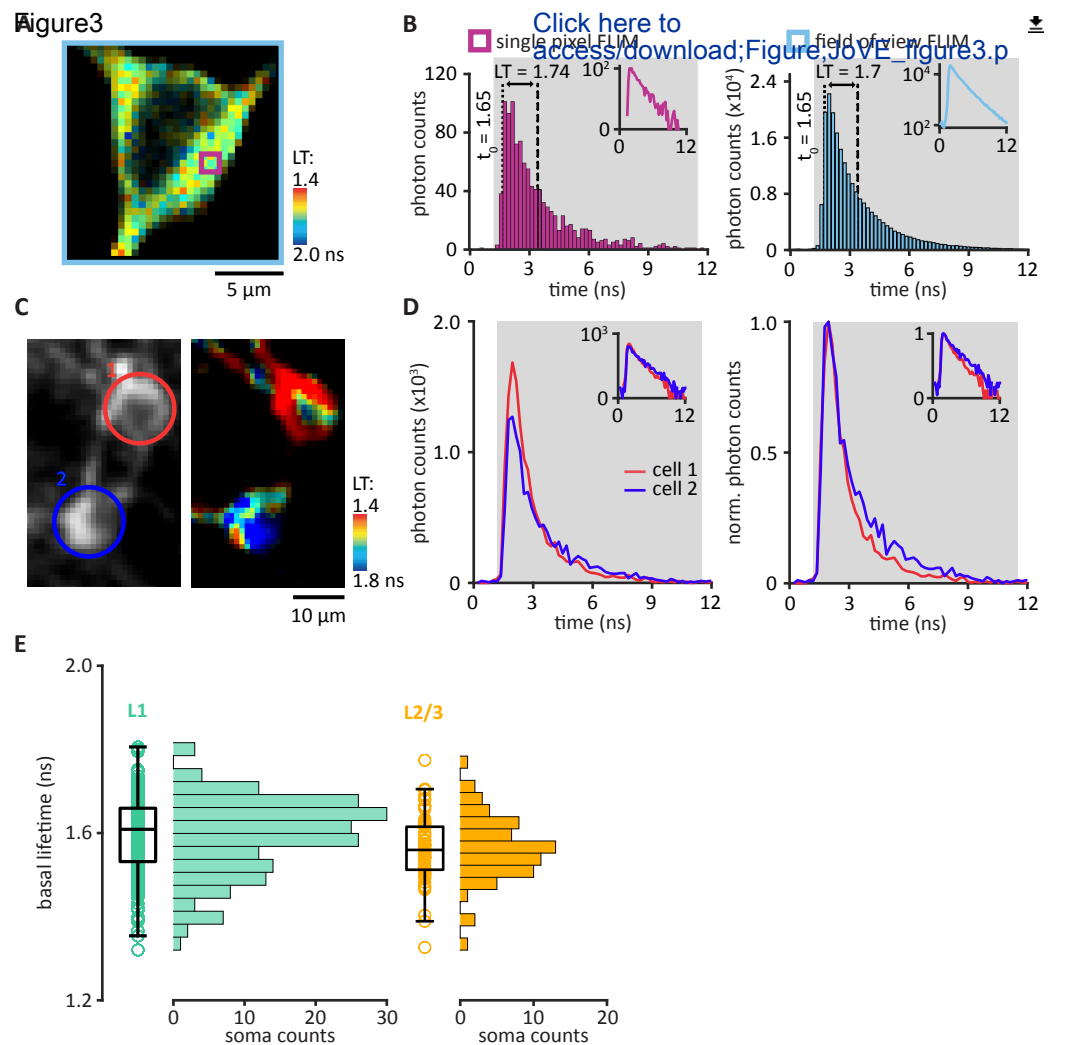 Figure3
A
Click here to
access/download;Figure;JoVE_figure3.p
LT:
1.4
2.0 ns
5 µm
B
single pixel FLIM
LT = 1.74
t0 = 1.65
photon counts
120
80
40
0
0 3 6 9 12
time (ns)
10²
0
0 12
field of view FLIM
LT = 1.7
t0 = 1.65
photon counts (x10⁴)
2.4
1.6
0.8
0
0 3 6 9 12
time (ns)
10⁴
10²
0 12
C
1
2
LT:
1.4
1.8 ns
10 µm
D
photon counts (x10³)
2.0
1.0
0
0 3 6 9 12
time (ns)
10³
0
0 12
cell 1
cell 2
norm. photon counts
1.0
0.5
0
0 3 6 9 12
time (ns)
1
0
0 12
E
basal lifetime (ns)
2.0
1.6
1.2
L1
0 10 20 30
soma counts
L2/3
0 10 20
soma counts